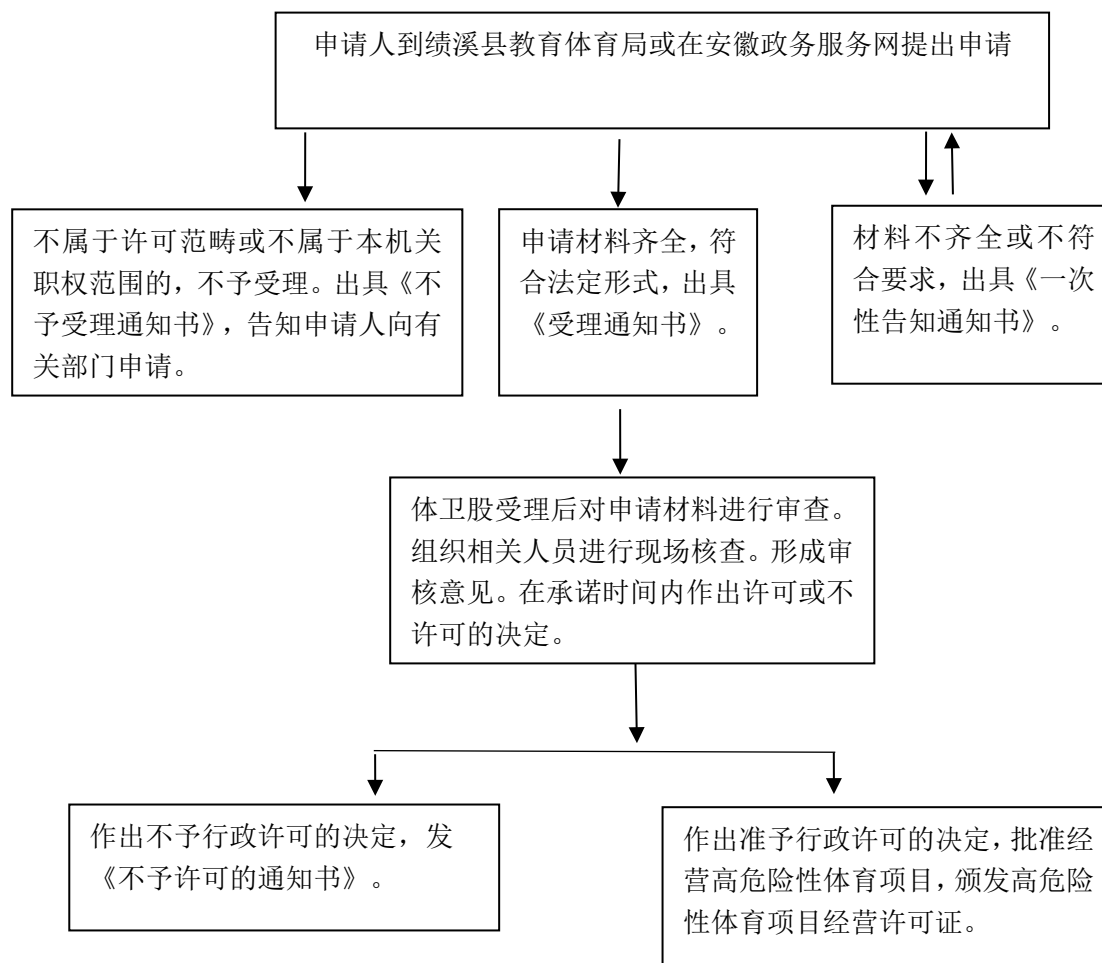 申请人到绩溪县教育体育局或在安徽政务服务网提出申请
不属于许可范畴或不属于本机关
职权范围的，不予受理。出具《不
予受理通知书》，告知申请人向有
关部门申请。
申请材料齐全，符
合法定形式，出具
《受理通知书》。
材料不齐全或不符
合要求，出具《一次
性告知通知书》。
体卫股受理后对申请材料进行审查。
组织相关人员进行现场核查。形成审
核意见。在承诺时间内作出许可或不
许可的决定。
作出不予行政许可的决定，发
《不予许可的通知书》。
作出准予行政许可的决定，批准经
营高危险性体育项目，颁发高危险
性体育项目经营许可证。